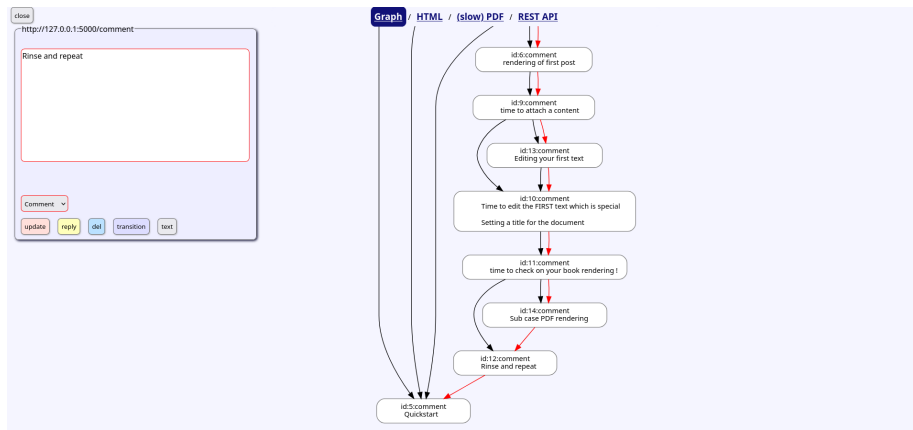 close
Graph / HTML / (slow) PDF / REST API
http://127.0.0.1:5000/comment
Rinse and repeat
Comment
update reply del transition text
id:6:comment
rendering of first post
id:9:comment
time to attach a content
id:13:comment
Editing your first text
id:10:comment
Time to edit the FIRST text which is special
Setting a title for the document
id:11:comment
time to check on your book rendering !
id:14:comment
Sub case PDF rendering
id:12:comment
Rinse and repeat
id:5:comment
Quickstart